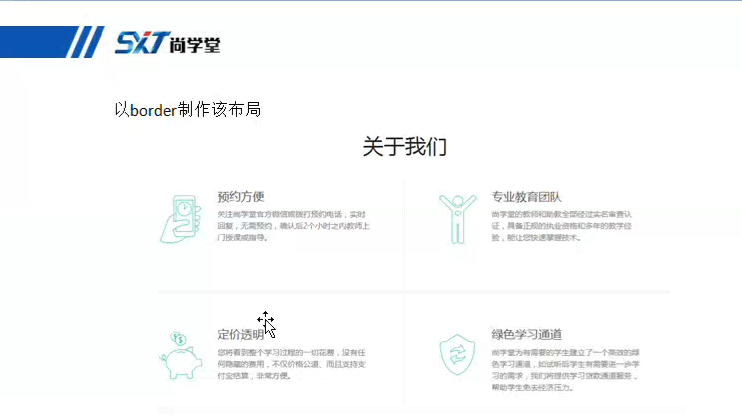 SXT尚学堂
以border制作该布局
关于我们
预约方便
关注尚学堂官方微信或拨打预约电话，实时
回复，无需预约，确认后2个小时之内教师上
门授课或指导。
专业教育团队
尚学堂的教师和助教全部经过实名审查认
证，具备正规的执业资格和多年的教学经
验，能让您快速掌握技术。
定价透明
您将看到整个学习过程的一切花费，没有任
何隐藏的费用，不仅价格公道、而且支持支
付宝结算，非常方便。
绿色学习通道
尚学堂为有需要的学生建立了一个高效的绿
色学习通道，如试听后学生有需要进一步学
习的需求，我们将提供学习贷款通道服务，
帮助学生免去经济压力。